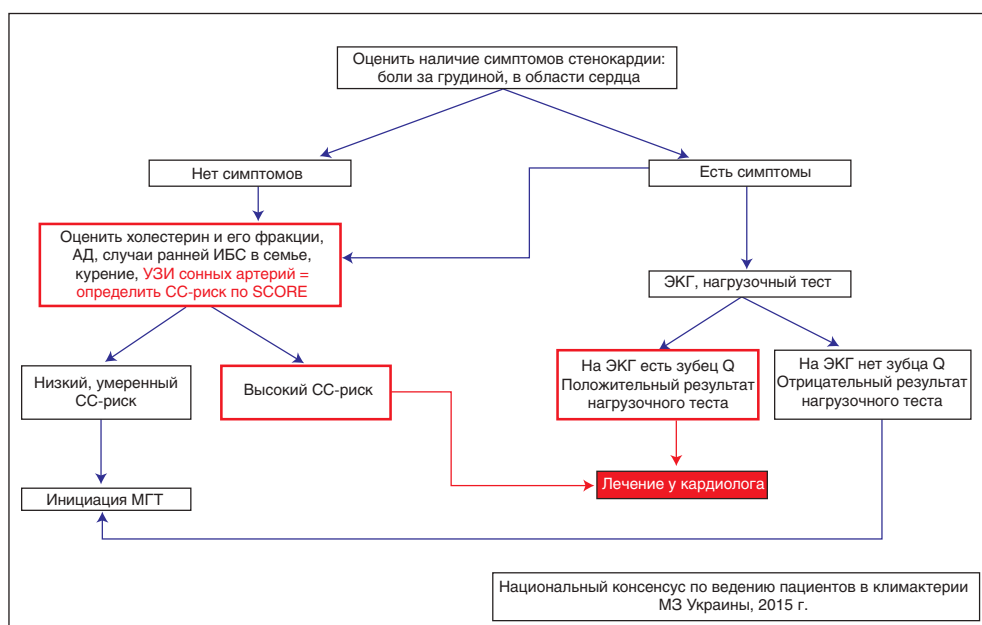 Оценить наличие симптомов стенокардии:
боли за грудиной, в области сердца
Нет симптомов
Есть симптомы
Оценить холестерин и его фракции,
АД, случаи ранней ИБС в семье,
курение, УЗИ сонных артерий =
определить СС-риск по SCORE
ЭКГ, нагрузочный тест
Низкий, умеренный
СС-риск
Высокий СС-риск
На ЭКГ есть зубец Q
Положительный результат
нагрузочного теста
На ЭКГ нет зубца Q
Отрицательный результат
нагрузочного теста
Инициация МГТ
Лечение у кардиолога
Национальный консенсус по ведению пациентов в климактерии
МЗ Украины, 2015 г.